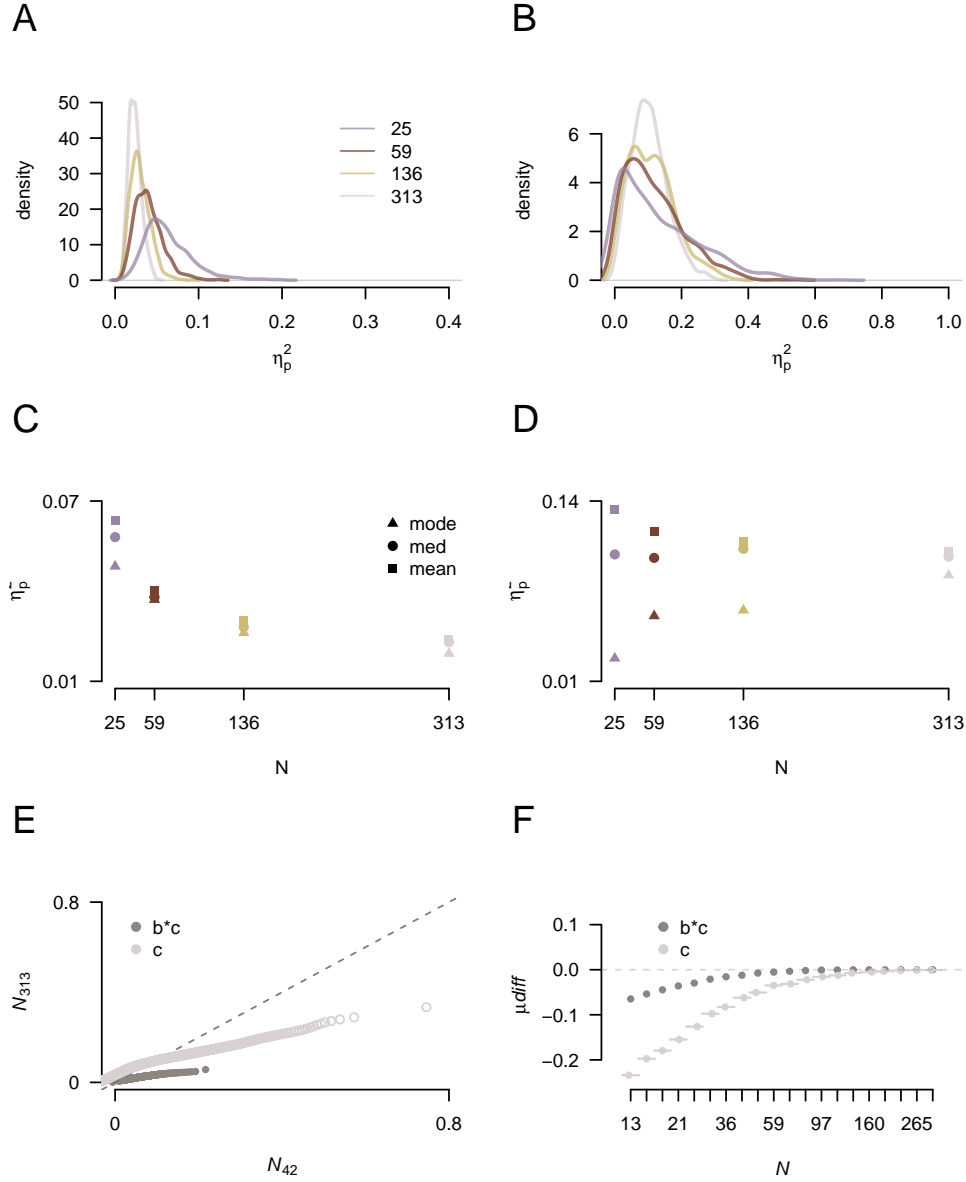 A
B
density
50
40
30
20
10
0
0.0 0.1 0.2 0.3 0.4
η²p
25
59
136
313
density
6
4
2
0
0.0 0.2 0.4 0.6 0.8 1.0
η²p
C
D
0.07
0.01
25 59 136 313
N
mode
med
mean
0.14
0.01
25 59 136 313
N
E
F
N313
0.8
0
0 0.8
N42
b*c
c
μdiff
0.1
0.0
−0.1
−0.2
13 21 36 59 97 160 265
N
b*c
c